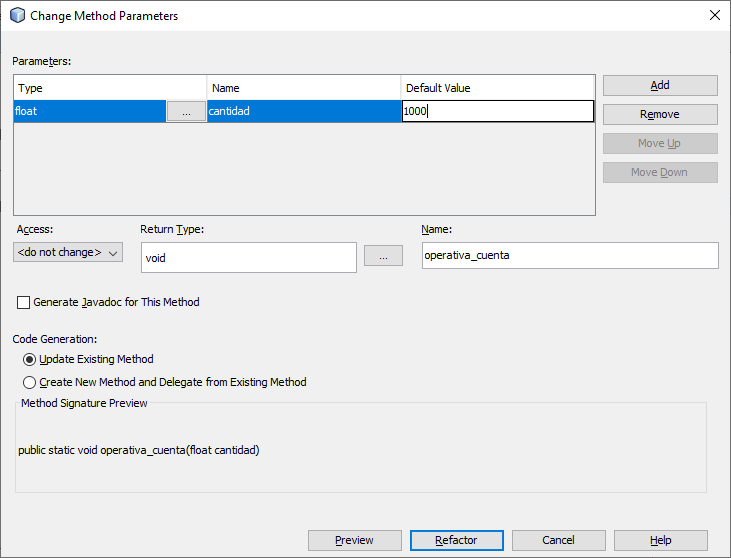 Change Method Parameters
Parameters:
Type Name Default Value
float ... cantidad 1000
Add
Remove
Move Up
Move Down
Access: Return Type: Name:
<do not change> void ... operativa_cuenta
Generate Javadoc for This Method
Code Generation:
Update Existing Method
Create New Method and Delegate from Existing Method
Method Signature Preview
public static void operativa_cuenta(float cantidad)
Preview Refactor Cancel Help